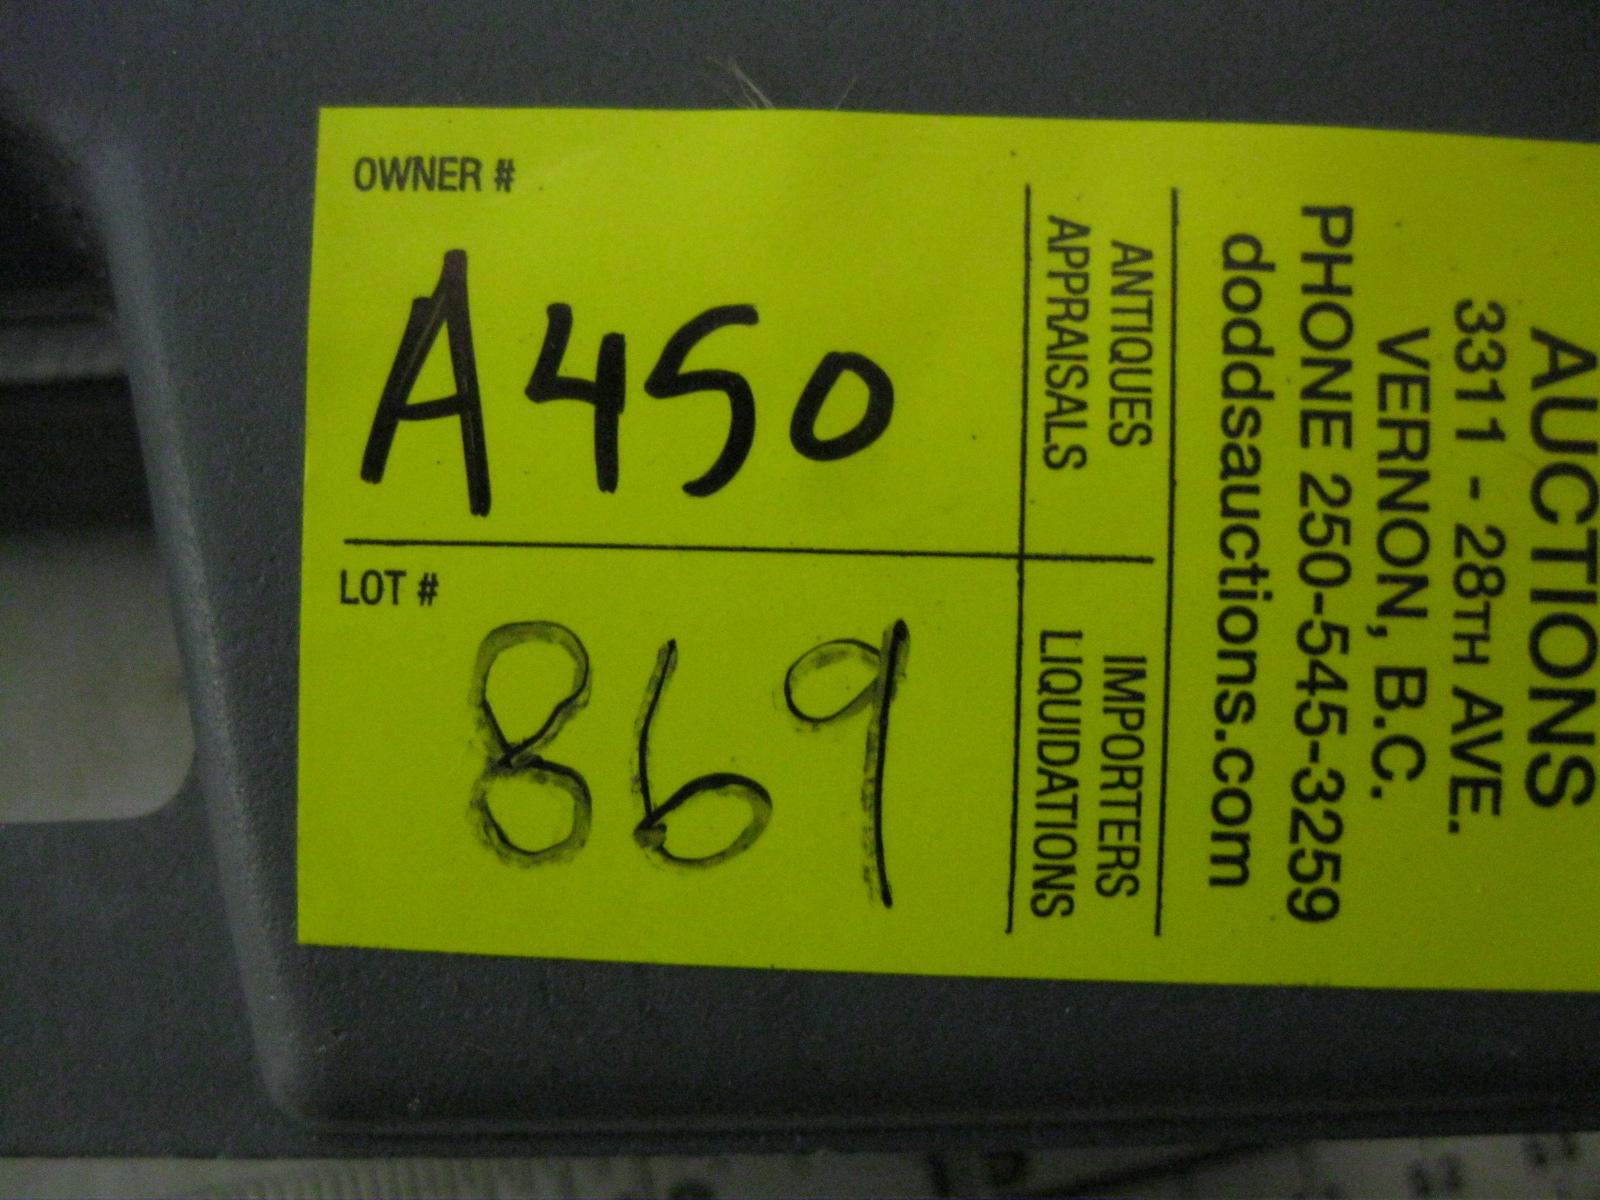 OWNER #
A450
LOT #
869
AUCTIONS
3311 - 28TH AVE.
VERNON, B.C.
PHONE 250-545-3259
doddsauctions.com
ANTIQUES
APPRAISALS
IMPORTERS
LIQUIDATIONS